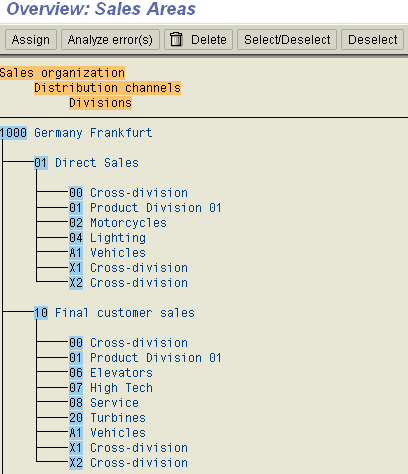 Overview: Sales Areas
Assign Analyze error(s) Delete Select/Deselect Deselect
Sales organization
Distribution channels
Divisions
1000 Germany Frankfurt
01 Direct Sales
00 Cross-division
01 Product Division 01
02 Motorcycles
04 Lighting
A1 Vehicles
X1 Cross-division
X2 Cross-division
10 Final customer sales
00 Cross-division
01 Product Division 01
06 Elevators
07 High Tech
08 Service
20 Turbines
A1 Vehicles
X1 Cross-division
X2 Cross-division